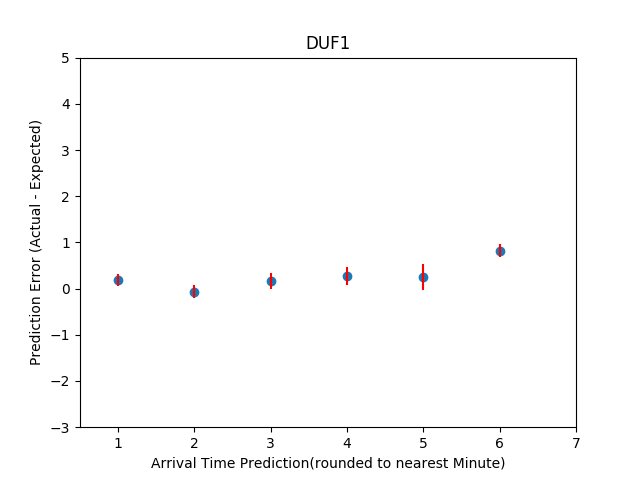 DUF1
Prediction Error (Actual - Expected)
5
4
3
2
1
0
−1
−2
−3
1 2 3 4 5 6 7
Arrival Time Prediction(rounded to nearest Minute)